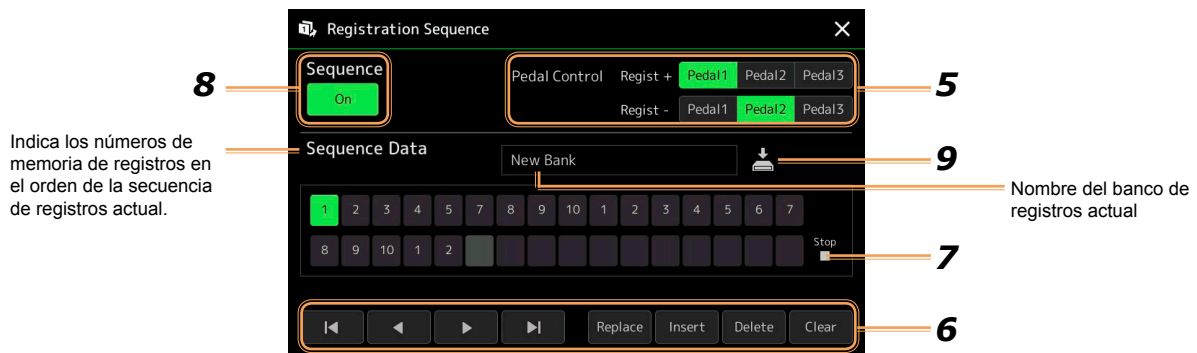 Registration Sequence
8
Sequence
On
Pedal Control Regist + Pedal1 Pedal2 Pedal3
Regist - Pedal1 Pedal2 Pedal3
5
Indica los números de
memoria de registros en
el orden de la secuencia
de registros actual.
Sequence Data
New Bank
9
Nombre del banco de
registros actual
1 2 3 4 5 7 8 9 10 1 2 3 4 5 6 7
8 9 10 1 2
Stop
7
Replace Insert Delete Clear
6